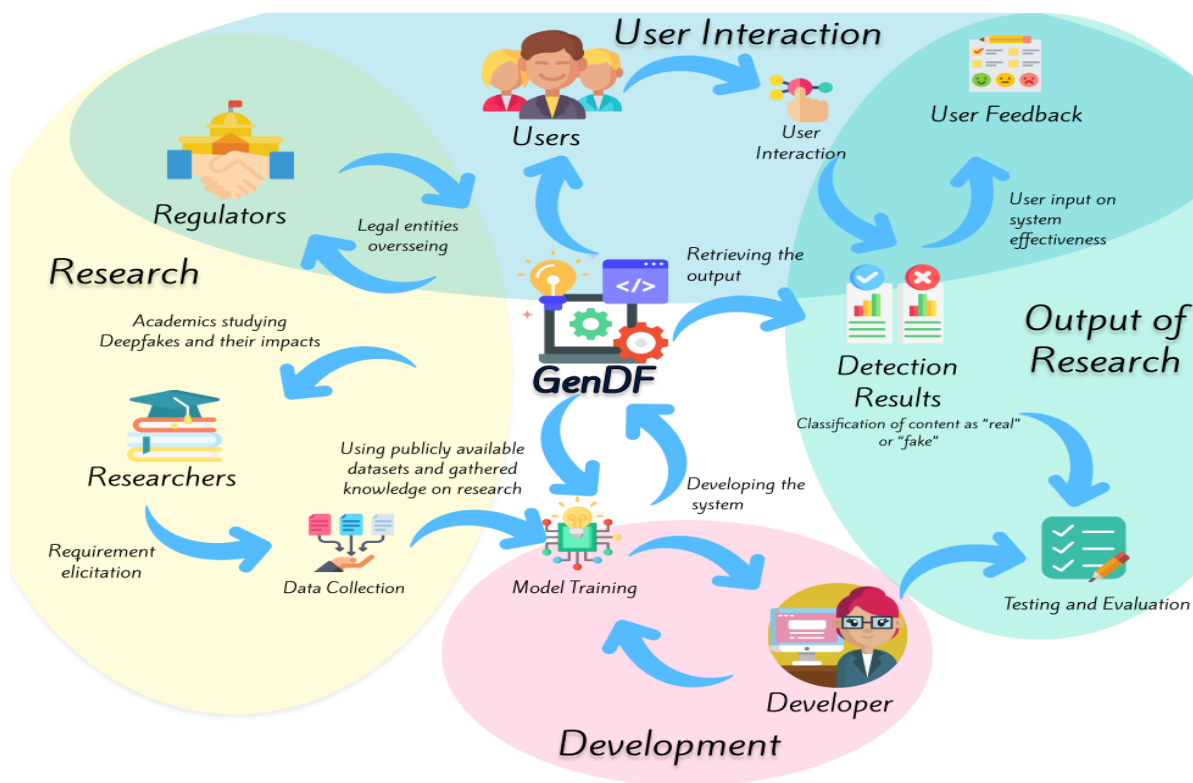 User Interaction
Users
User
Interaction
User Feedback
Regulators
Legal entities
oversseing
User input on
system
effectiveness
Research
Retrieving the
output
</>
Academics studying
Deepfakes and their impacts
GenDF
Output of
Research
Detection
Results
Classification of content as "real"
or "fake"
Researchers
Using publicly available
datasets and gathered
knowledge on research
Developing the
system
Requirement
elicitation
Data Collection
Model Training
Testing and Evaluation
Developer
Development